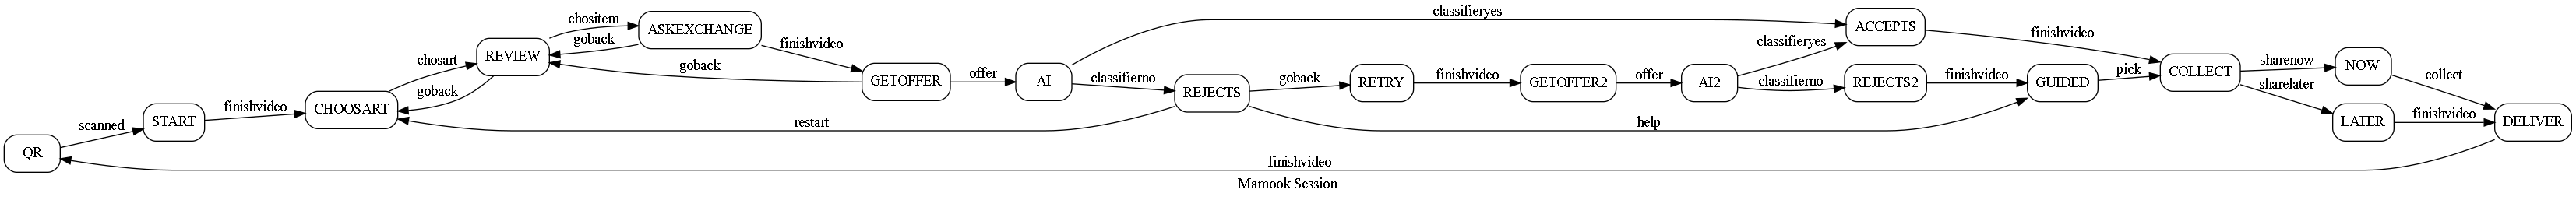 classifieryes
ACCEPTS
chositem
ASKEXCHANGE
finishvideo
classifieryes
NOW
chosart
REVIEW
goback
finishvideo
sharenow
collect
COLLECT
goback
goback
GETOFFER
offer
AI
classifierno
REJECTS
goback
RETRY
finishvideo
GETOFFER2
offer
AI2
classifierno
REJECTS2
finishvideo
GUIDED
pick
sharelater
finishvideo
CHOOSART
scanned
START
restart
help
LATER
finishvideo
DELIVER
QR
finishvideo
Mamook Session